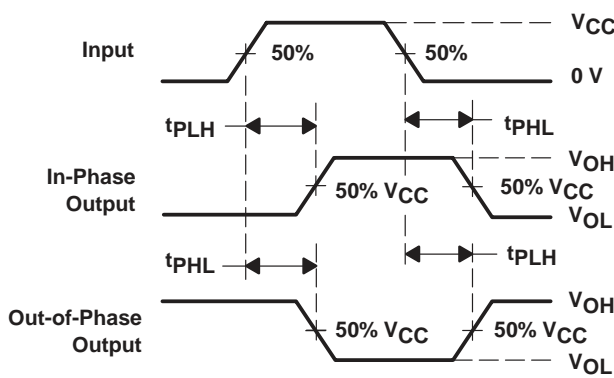 VCC
Input
50%
50%
0 V
tPLH
tPHL
VOH
In-Phase
Output
50% VCC
50% VCC
VOL
tPHL
tPLH
VOH
Out-of-Phase
Output
50% VCC
50% VCC
VOL